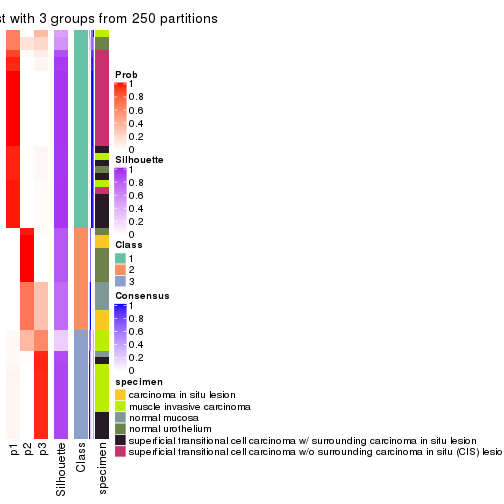 st with 3 groups from 250 partitions
Prob
1
0.8
0.6
0.4
0.2
0
Silhouette
1
0.8
0.6
0.4
0.2
0
Class
1
2
3
Consensus
1
0.8
0.6
0.4
0.2
0
specimen
carcinoma in situ lesion
muscle invasive carcinoma
normal mucosa
normal urothelium
superficial transitional cell carcinoma w/ surrounding carcinoma in situ lesion
superficial transitional cell carcinoma w/o surrounding carcinoma in situ (CIS) lesio
p1
p2
p3
Silhouette
Class
specimen